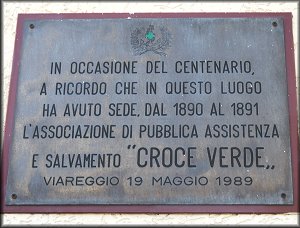 IN OCCASIONE DEL CENTENARIO,
A RICORDO CHE IN QUESTO LUOGO
HA AVUTO SEDE, DAL 1890 AL 1891
L'ASSOCIAZIONE DI PUBBLICA ASSISTENZA
E SALVAMENTO "CROCE VERDE„
VIAREGGIO 19 MAGGIO 1989